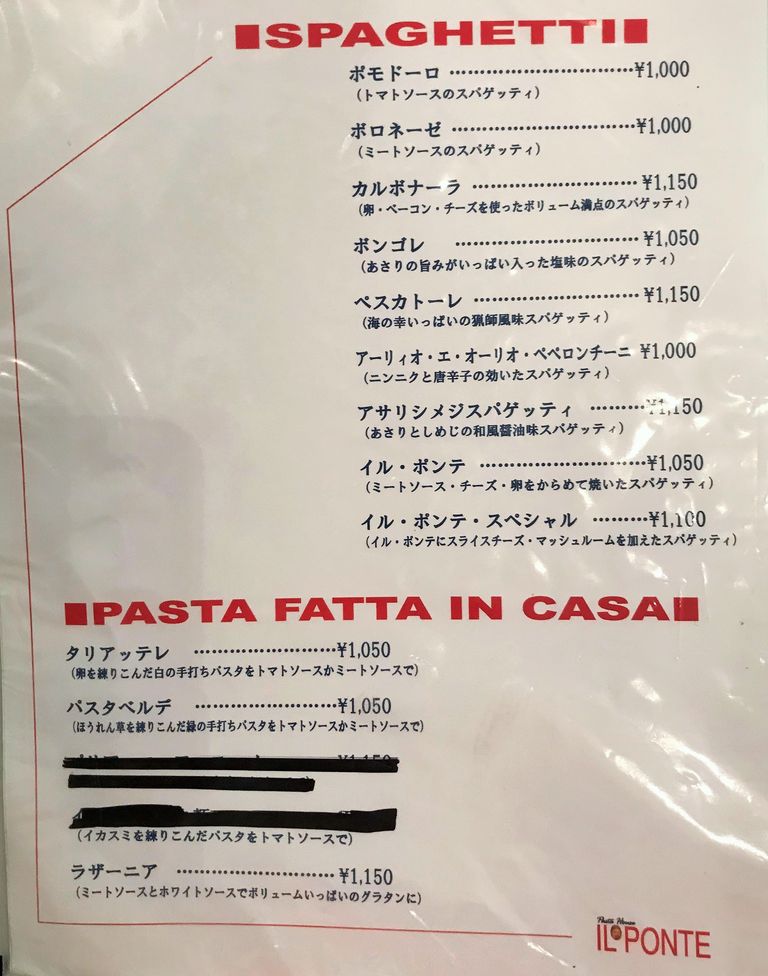 ■SPAGHETTI■
ポモドーロ ……………………………¥1,000
（トマトソースのスパゲッティ）
ボロネーゼ ……………………………¥1,000
（ミートソースのスパゲッティ）
カルボナーラ …………………………¥1,150
（卵・ベーコン・チーズを使ったボリューム満点のスパゲッティ）
ボンゴレ ……………………………¥1,050
（あさりの旨みがいっぱい入った塩味のスパゲッティ）
ペスカトーレ …………………………¥1,150
（海の幸いっぱいの猟師風味スパゲッティ）
アーリィオ・エ・オーリオ・ペペロンチーニ ¥1,000
（ニンニクと唐辛子の効いたスパゲッティ）
アサリシメジスパゲッティ ………¥1,150
（あさりとしめじの和風醤油味スパゲッティ）
イル・ポンテ …………………………¥1,050
（ミートソース・チーズ・卵をからめて焼いたスパゲッティ）
イル・ポンテ・スペシャル ………¥1,100
（イル・ポンテにスライスチーズ・マッシュルームを加えたスパゲッティ）
■PASTA FATTA IN CASA■
タリアッテレ ……………………¥1,050
（卵を練りこんだ白の手打ちパスタをトマトソースかミートソースで）
パスタベルデ ……………………¥1,050
（ほうれん草を練りこんだ緑の手打ちパスタをトマトソースかミートソースで）
（イカスミを練りこんだパスタをトマトソースで）
ラザーニア ………………………¥1,150
（ミートソースとホワイトソースでボリュームいっぱいのグラタンに）
Pasta House
IL PONTE